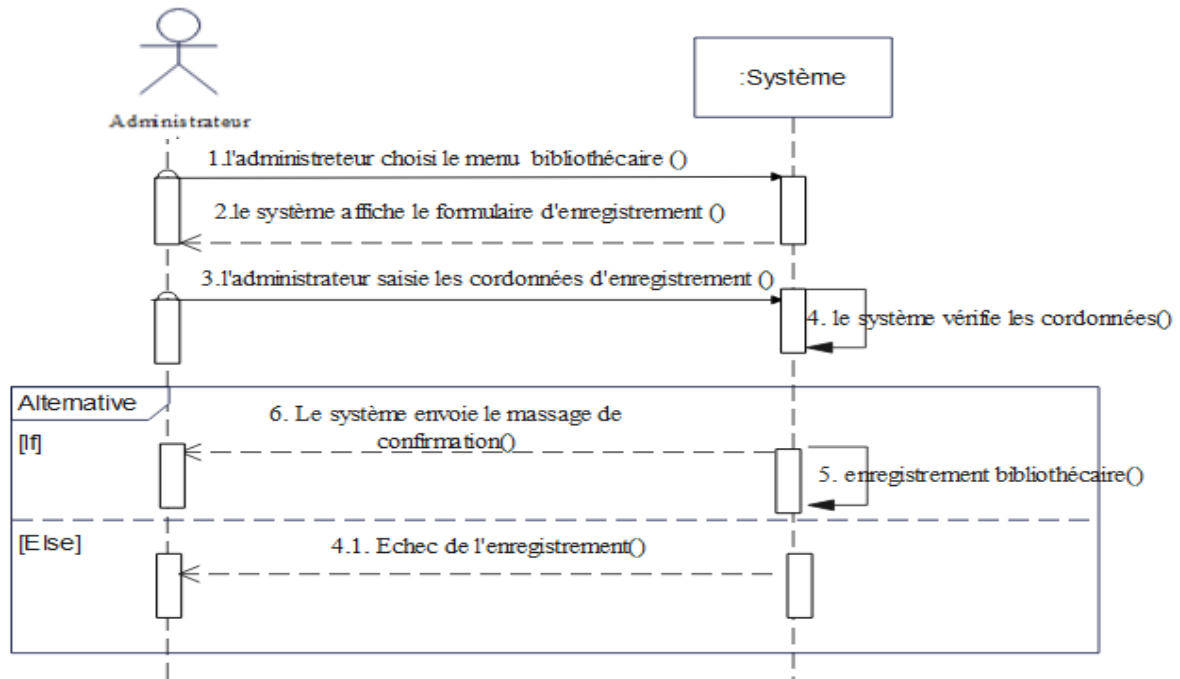 Administrateur
:Système
1.l'administreteur choisi le menu bibliothécaire ()
2.le système affiche le formulaire d'enregistrement ()
3.l'administrateur saisie les cordonnées d'enregistrment ()
4. le système vérifie les cordonnées()
Alternative
[If]
6. Le système envoie le massage de
confirmation()
5. enregistrement bibliothécaire()
[Else]
4.1. Echec de l'enregistrement()